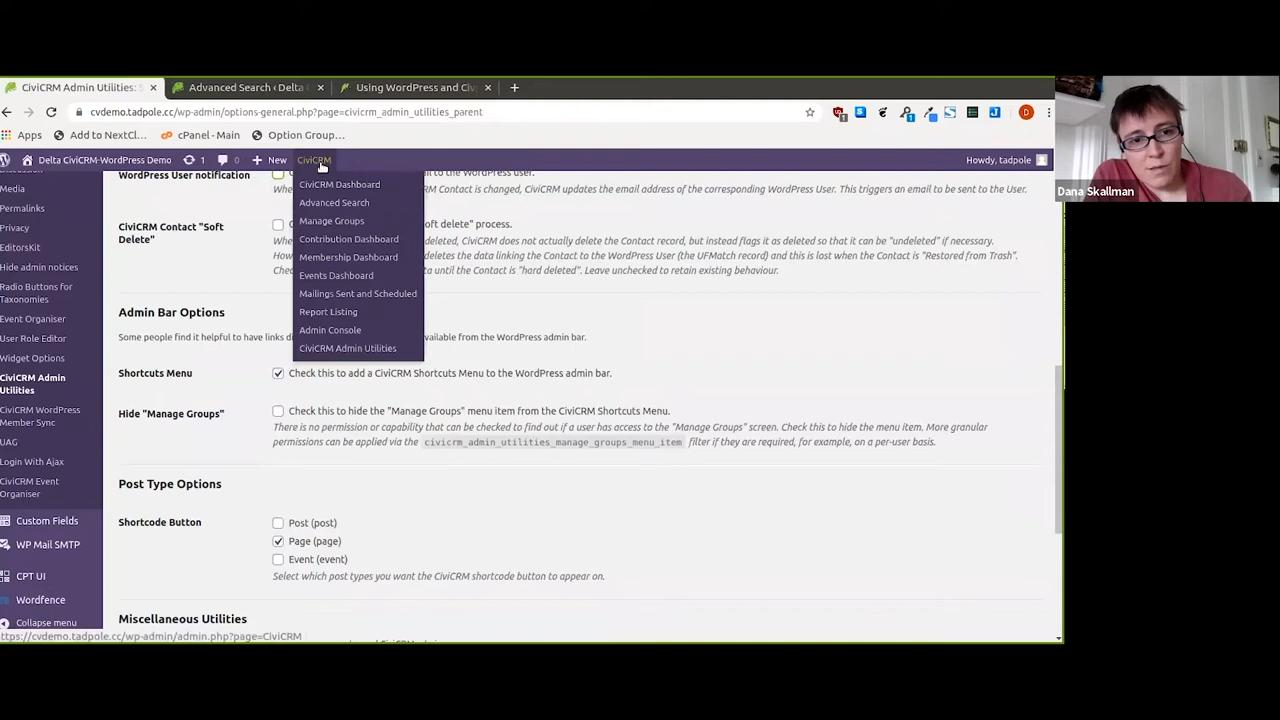 CiviCRM Admin Utilities: S
Advanced Search ‹ Delta C
Using WordPress and Civi
cvdemo.tadpole.cc/wp-admin/options-general.php?page=civicrm_admin_utilities_parent
Apps
Add to NextCl...
cPanel - Main
Option Group...
Delta CiviCRM-WordPress Demo
1
0
New
CiviCRM
Howdy, tadpole
Dana Skallman
Discussion
Media
Permalinks
Privacy
EditorsKit
Hide admin notices
Radio Buttons for
Taxonomies
Event Organiser
User Role Editor
Widget Options
CiviCRM Admin
Utilities
CiviCRM WordPress
Member Sync
UAG
Login With Ajax
CiviCRM Event
Organiser
Custom Fields
WP Mail SMTP
CPT UI
Wordfence
Collapse menu
CiviCRM Dashboard
Advanced Search
Manage Groups
Contribution Dashboard
Membership Dashboard
Events Dashboard
Mailings Sent and Scheduled
Report Listing
Admin Console
CiviCRM Admin Utilities
WordPress User notification
mail to the WordPress user.
Whe CRM Contact is changed, CiviCRM updates the email address of the corresponding WordPress User. This triggers an email to be sent to the User.
CiviCRM Contact "Soft
Delete"
C oft delete" process.
Whe deleted, CiviCRM does not actually delete the Contact record, but instead flags it as deleted so that it can be "undeleted" if necessary.
How deletes the data linking the Contact to the WordPress User (the UFMatch record) and this is lost when the Contact is "Restored from Trash".
Chec ta until the Contact is "hard deleted". Leave unchecked to retain existing behaviour.
Admin Bar Options
Some people find it helpful to have links di available from the WordPress admin bar.
Shortcuts Menu
Check this to add a CiviCRM Shortcuts Menu to the WordPress admin bar.
Hide "Manage Groups"
Check this to hide the "Manage Groups" menu item from the CiviCRM Shortcuts Menu.
There is no permission or capability that can be checked to find out if a user has access to the "Manage Groups" screen. Check this to hide the menu item. More granular
permissions can be applied via the civicrm_admin_utilities_manage_groups_menu_item filter if they are required, for example, on a per-user basis.
Post Type Options
Shortcode Button
Post (post)
Page (page)
Event (event)
Select which post types you want the CiviCRM shortcode button to appear on.
Miscellaneous Utilities
https://cvdemo.tadpole.cc/wp-admin/admin.php?page=CiviCRM